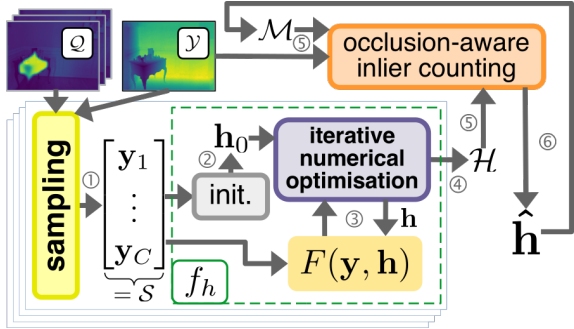 𝒬
𝒴
ℳ
⑤
occlusion-aware
inlier counting
sampling
①
y₁
⋮
y_C
= 𝒮
②
h₀
init.
iterative
numerical
optimisation
③
h
F(y, h)
f_h
④
ℋ
⑤
⑥
ĥ